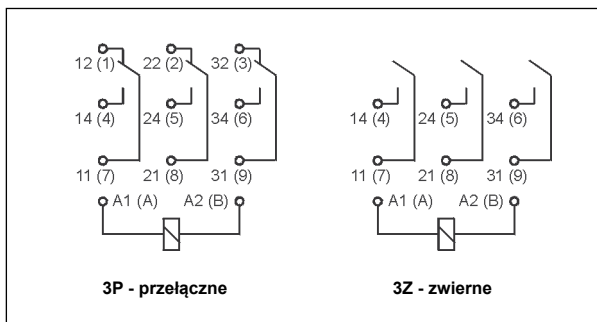 12 (1) 22 (2) 32 (3)
14 (4) 24 (5) 34 (6)
11 (7) 21 (8) 31 (9)
A1 (A) A2 (B)
3P - przełączne
14 (4) 24 (5) 34 (6)
11 (7) 21 (8) 31 (9)
A1 (A) A2 (B)
3Z - zwierne